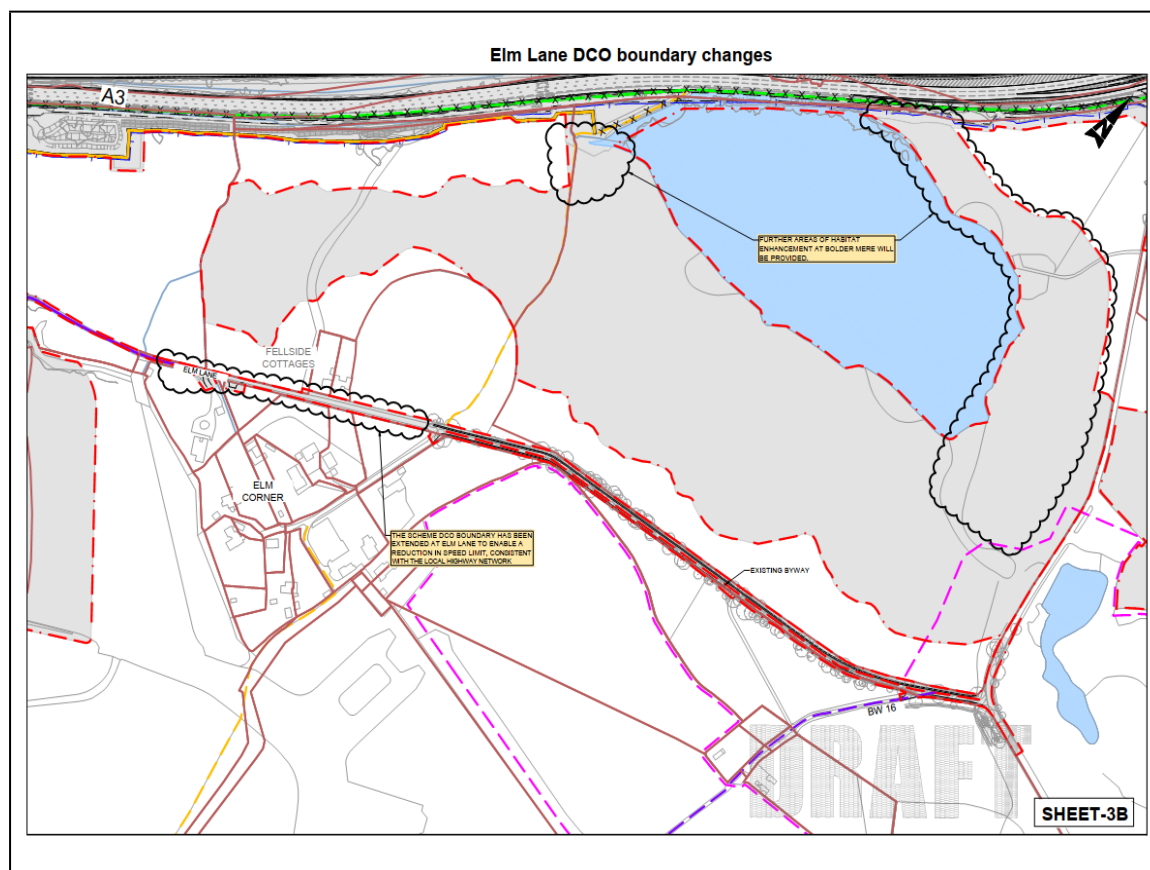 Elm Lane DCO boundary changes
A3
N
FURTHER AREAS OF HABITAT
ENHANCEMENT AT BOLDER MERE WILL
BE PROVIDED.
FELLSIDE
COTTAGES
ELM LANE
ELM
CORNER
THE SCHEME DCO BOUNDARY HAS BEEN
EXTENDED AT ELM LANE TO ENABLE A
REDUCTION IN SPEED LIMIT, CONSISTENT
WITH THE LOCAL HIGHWAY NETWORK
EXISTING BYWAY
BW 16
DRAFT
SHEET-3B